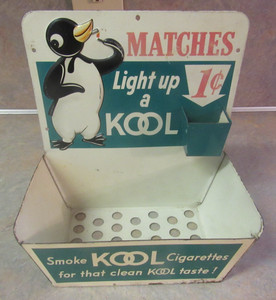 MATCHES
Light up
1¢
a
KOOL
Smoke KOOL Cigarettes
for that clean KOOL taste!